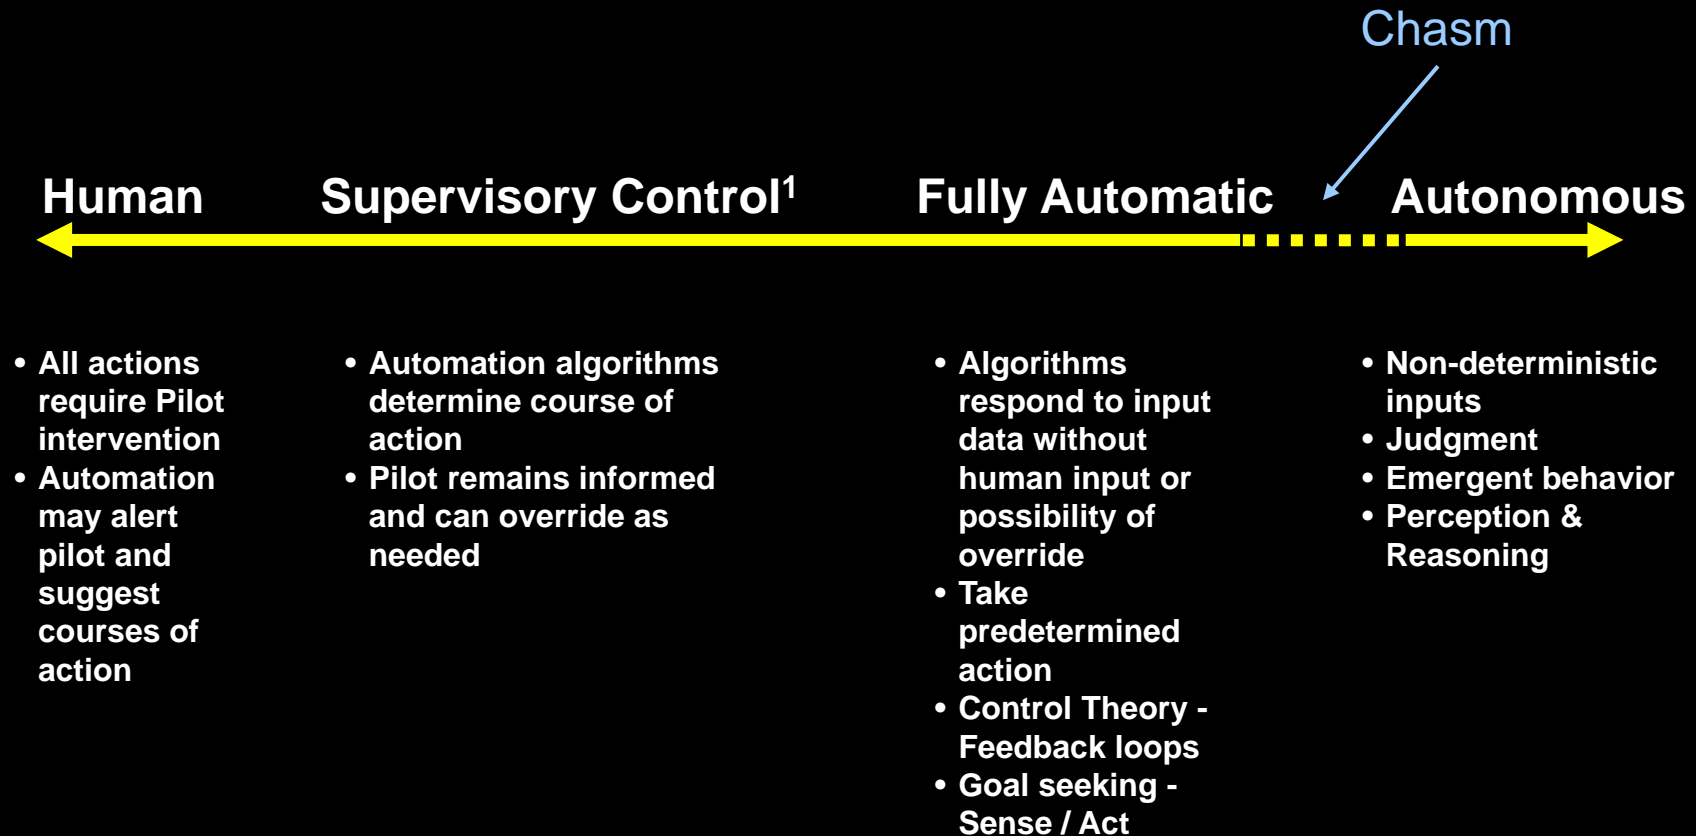 Chasm
Human
Supervisory Control¹
Fully Automatic
Autonomous
• All actions
require Pilot
intervention
• Automation
may alert
pilot and
suggest
courses of
action
• Automation algorithms
determine course of
action
• Pilot remains informed
and can override as
needed
• Algorithms
respond to input
data without
human input or
possibility of
override
• Take
predetermined
action
• Control Theory -
Feedback loops
• Goal seeking -
Sense / Act
• Non-deterministic
inputs
• Judgment
• Emergent behavior
• Perception &
Reasoning